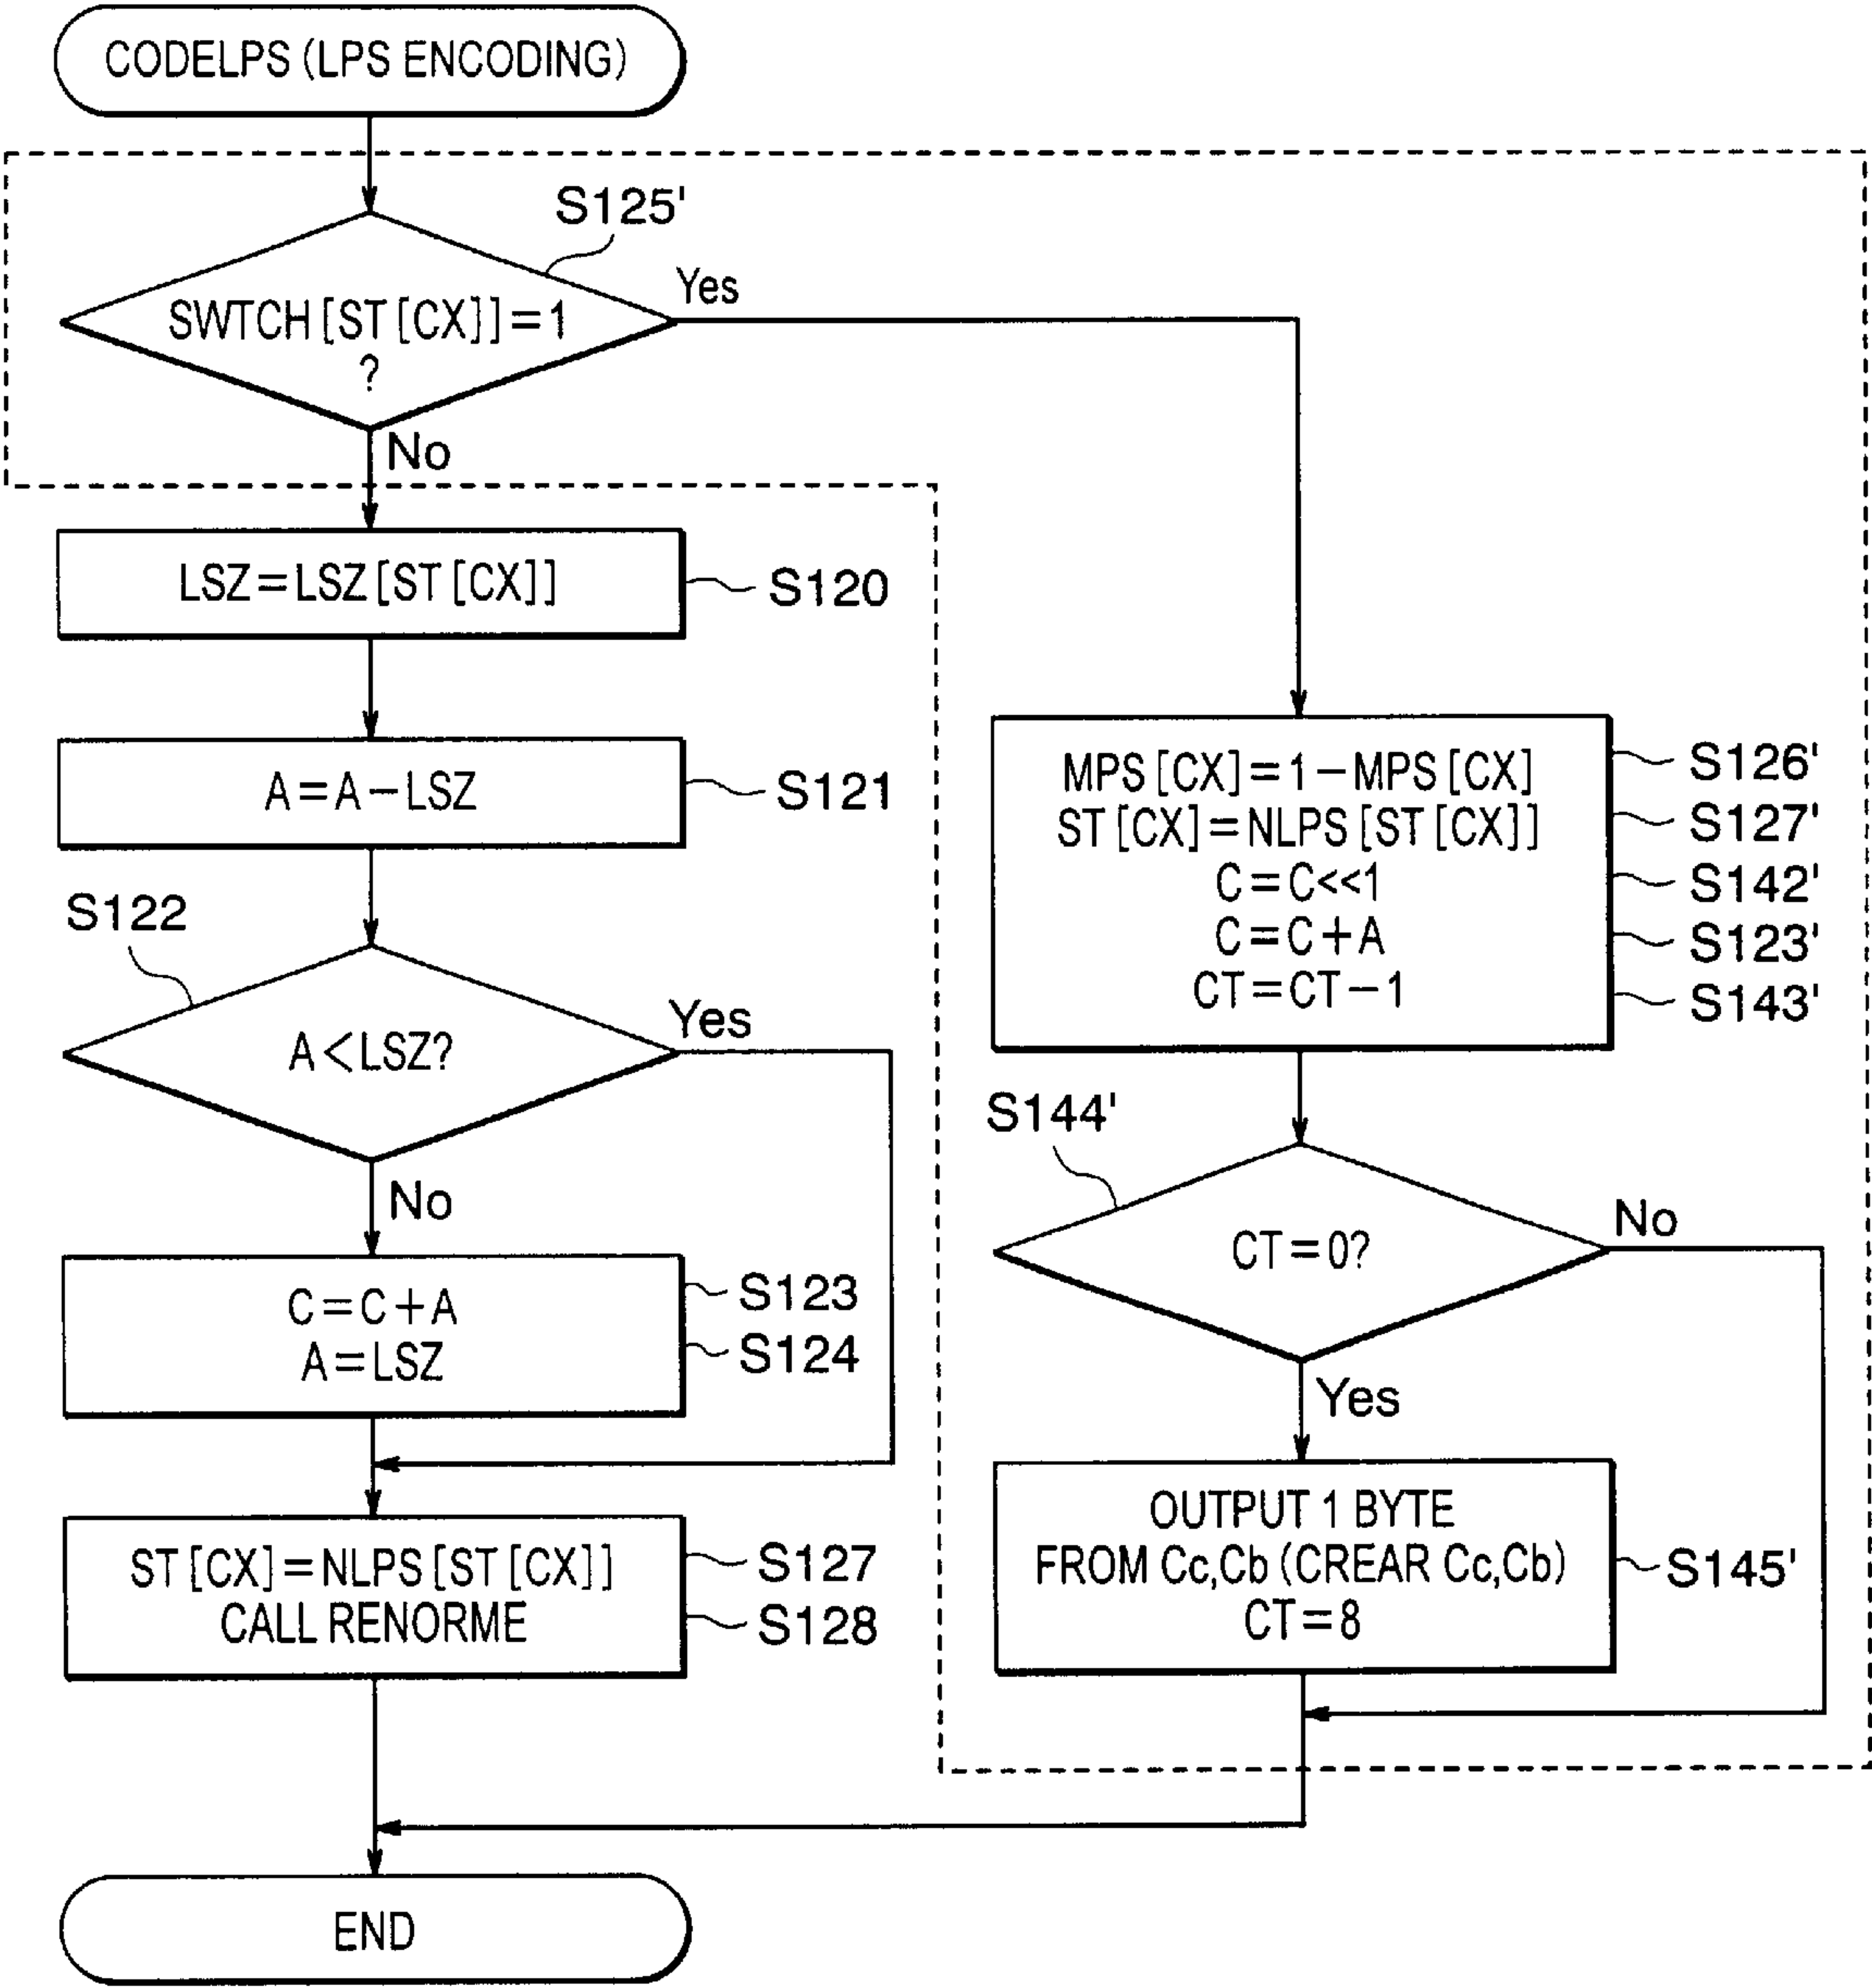 CODELPS (LPS ENCODING)
S125'
SWTCH [ST [CX]] = 1
?
Yes
No
LSZ = LSZ [ST [CX]]
S120
A = A - LSZ
S121
S122
A < LSZ?
Yes
No
C = C + A
S123
A = LSZ
S124
ST [CX] = NLPS [ST [CX]]
S127
CALL RENORME
S128
MPS [CX] = 1 - MPS [CX]
S126'
ST [CX] = NLPS [ST [CX]]
S127'
C = C<<1
S142'
C = C + A
S123'
CT = CT - 1
S143'
S144'
CT = 0?
No
Yes
OUTPUT 1 BYTE
FROM Cc,Cb (CREAR Cc,Cb)
CT = 8
S145'
END